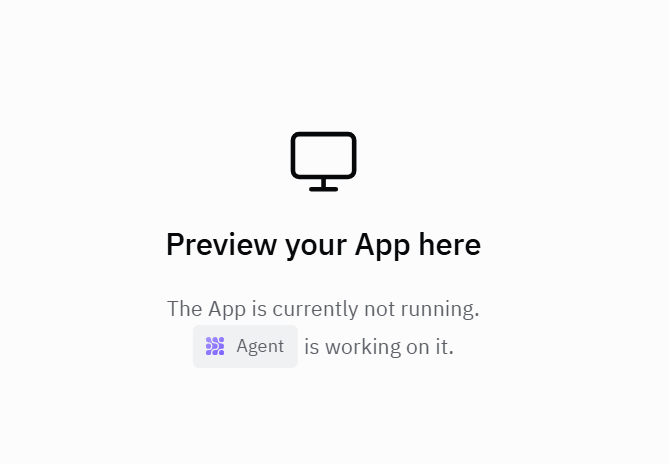 Preview your App here
The App is currently not running.
Agent is working on it.